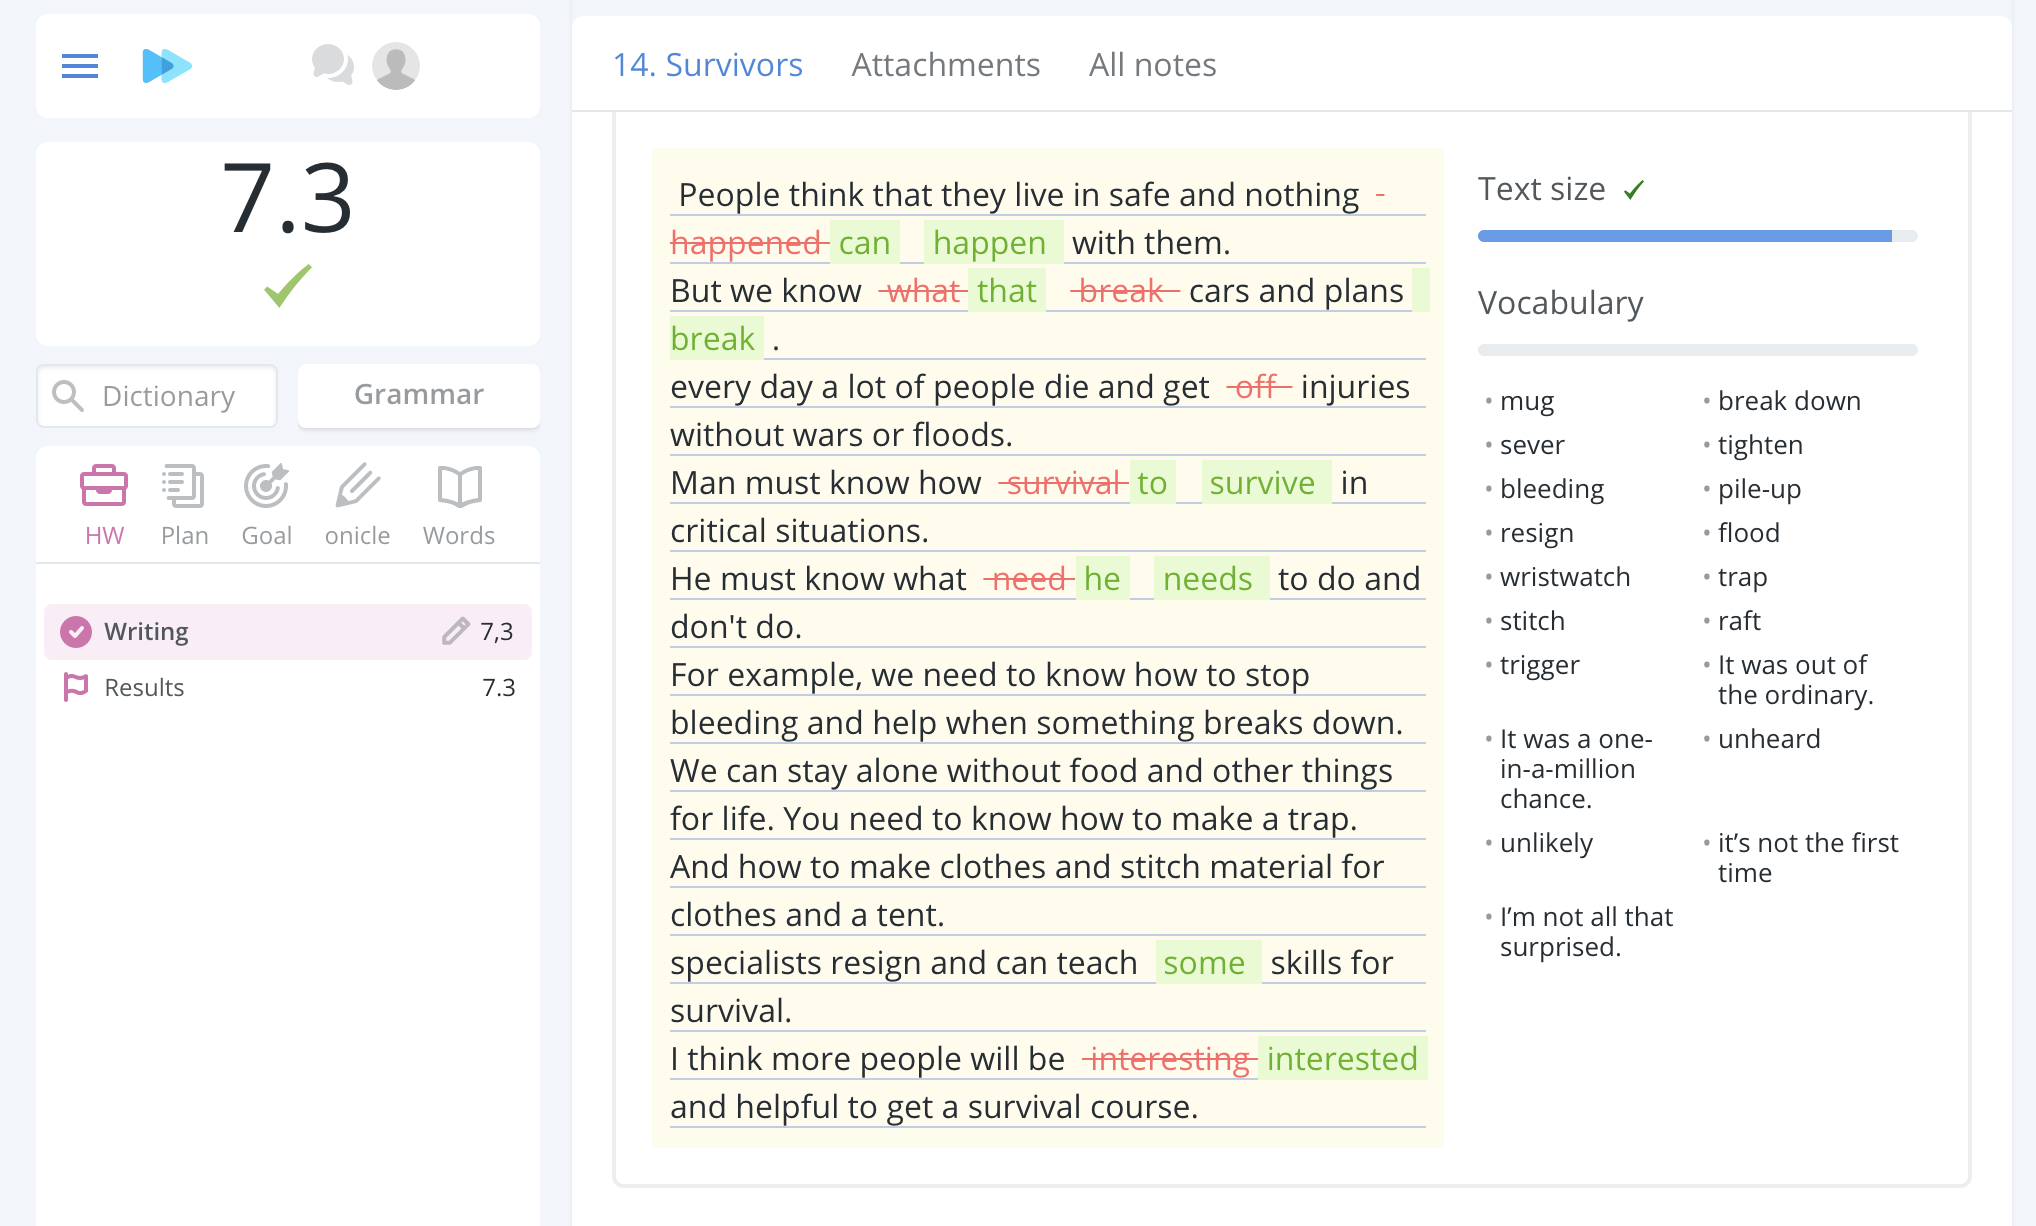 14. Survivors Attachments All notes
7.3
Dictionary Grammar
HW Plan Goal onicle Words
Writing 7,3
Results 7.3
People think that they live in safe and nothing -
happened can happen with them.
But we know what that break cars and plans
break .
every day a lot of people die and get off injuries
without wars or floods.
Man must know how survival to survive in
critical situations.
He must know what need he needs to do and
don't do.
For example, we need to know how to stop
bleeding and help when something breaks down.
We can stay alone without food and other things
for life. You need to know how to make a trap.
And how to make clothes and stitch material for
clothes and a tent.
specialists resign and can teach some skills for
survival.
I think more people will be interesting interested
and helpful to get a survival course.
Text size
Vocabulary
• mug
• break down
• sever
• tighten
• bleeding
• pile-up
• resign
• flood
• wristwatch
• trap
• stitch
• raft
• trigger
• It was out of
the ordinary.
• It was a one-
in-a-million
chance.
• unheard
• unlikely
• it’s not the first
time
• I’m not all that
surprised.